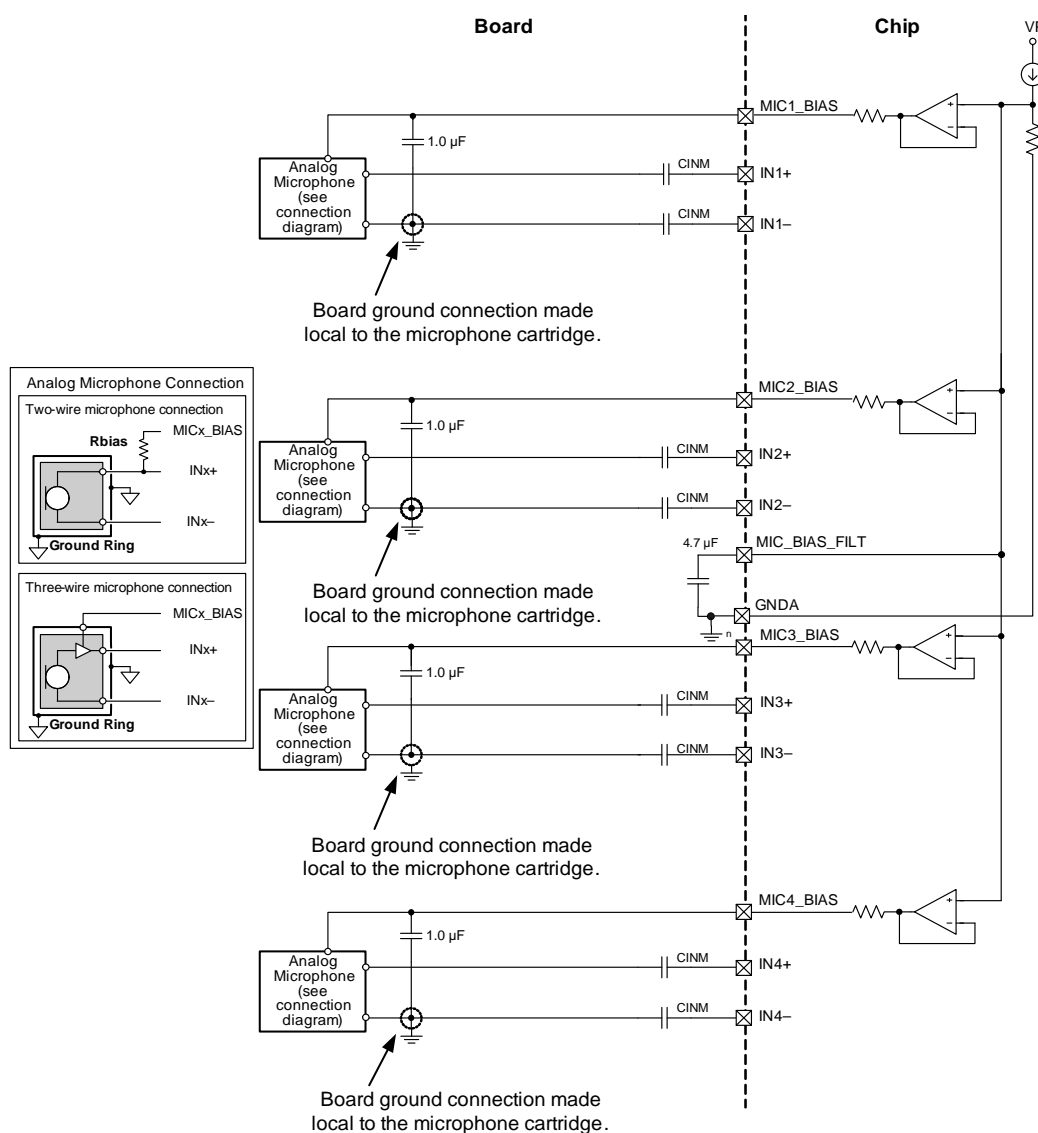 Board
Chip
VP
MIC1_BIAS
1.0 µF
+
−
Analog
Microphone
(see
connection
diagram)
CINM
IN1+
CINM
IN1–
Board ground connection made
local to the microphone cartridge.
Analog Microphone Connection
Two-wire microphone connection
MICx_BIAS
Rbias
INx+
INx–
Ground Ring
Three-wire microphone connection
MICx_BIAS
INx+
INx–
Ground Ring
MIC2_BIAS
1.0 µF
+
−
Analog
Microphone
(see
connection
diagram)
CINM
IN2+
CINM
IN2–
Board ground connection made
local to the microphone cartridge.
4.7 µF
MIC_BIAS_FILT
GNDA
n
MIC3_BIAS
1.0 µF
+
−
Analog
Microphone
(see
connection
diagram)
CINM
IN3+
CINM
IN3–
Board ground connection made
local to the microphone cartridge.
MIC4_BIAS
1.0 µF
+
−
Analog
Microphone
(see
connection
diagram)
CINM
IN4+
CINM
IN4–
Board ground connection made
local to the microphone cartridge.